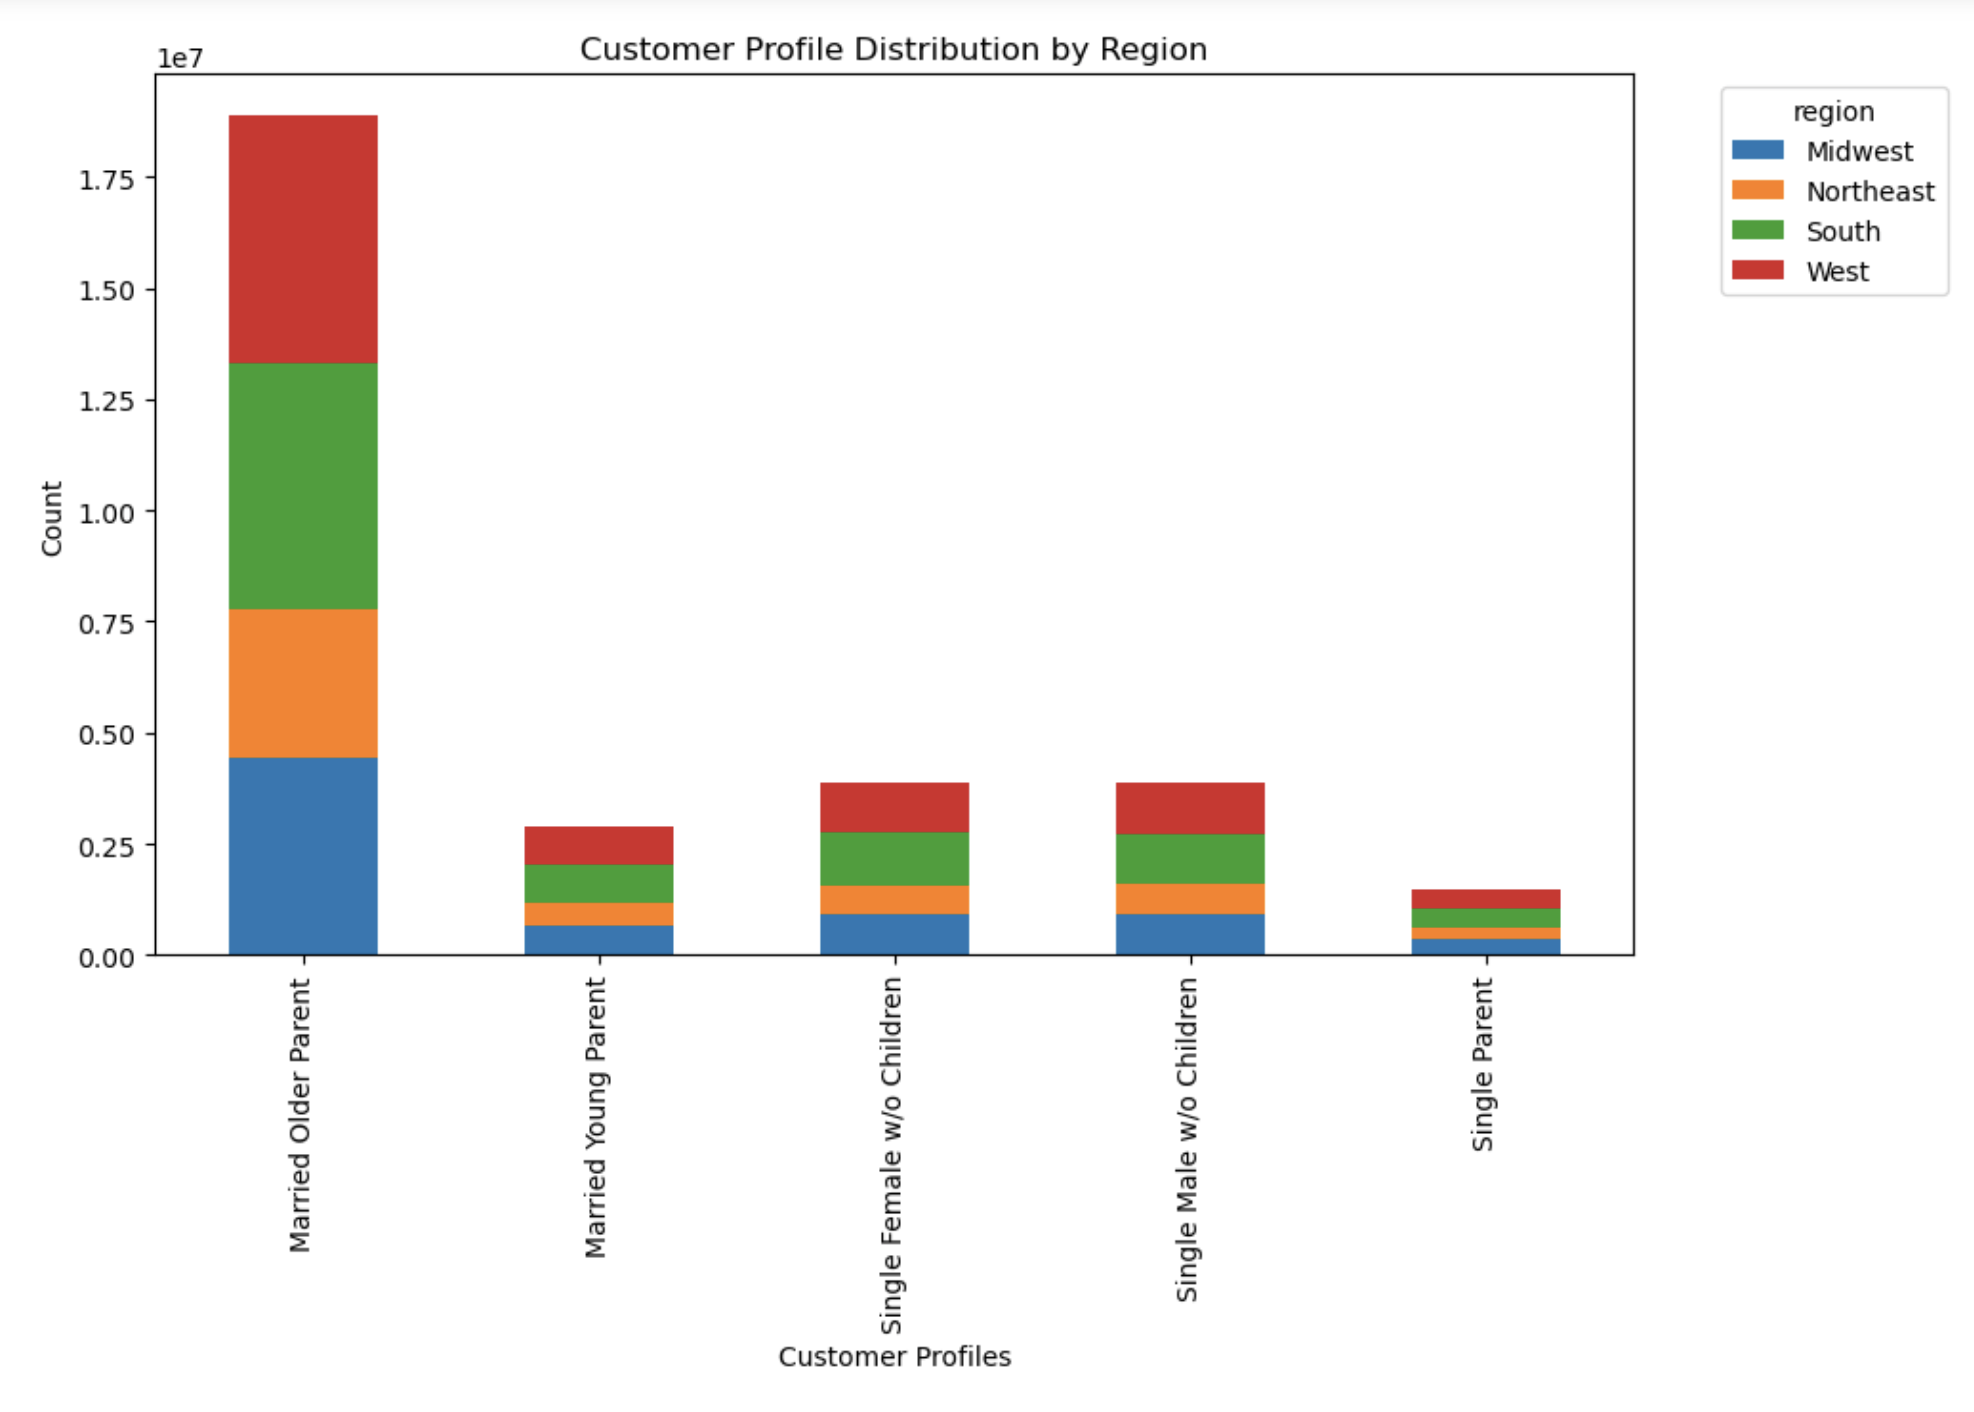 Customer Profile Distribution by Region
1e7
1.75
1.50
1.25
1.00
0.75
0.50
0.25
0.00
Count
region
Midwest
Northeast
South
West
Married Older Parent
Married Young Parent
Single Female w/o Children
Single Male w/o Children
Single Parent
Customer Profiles